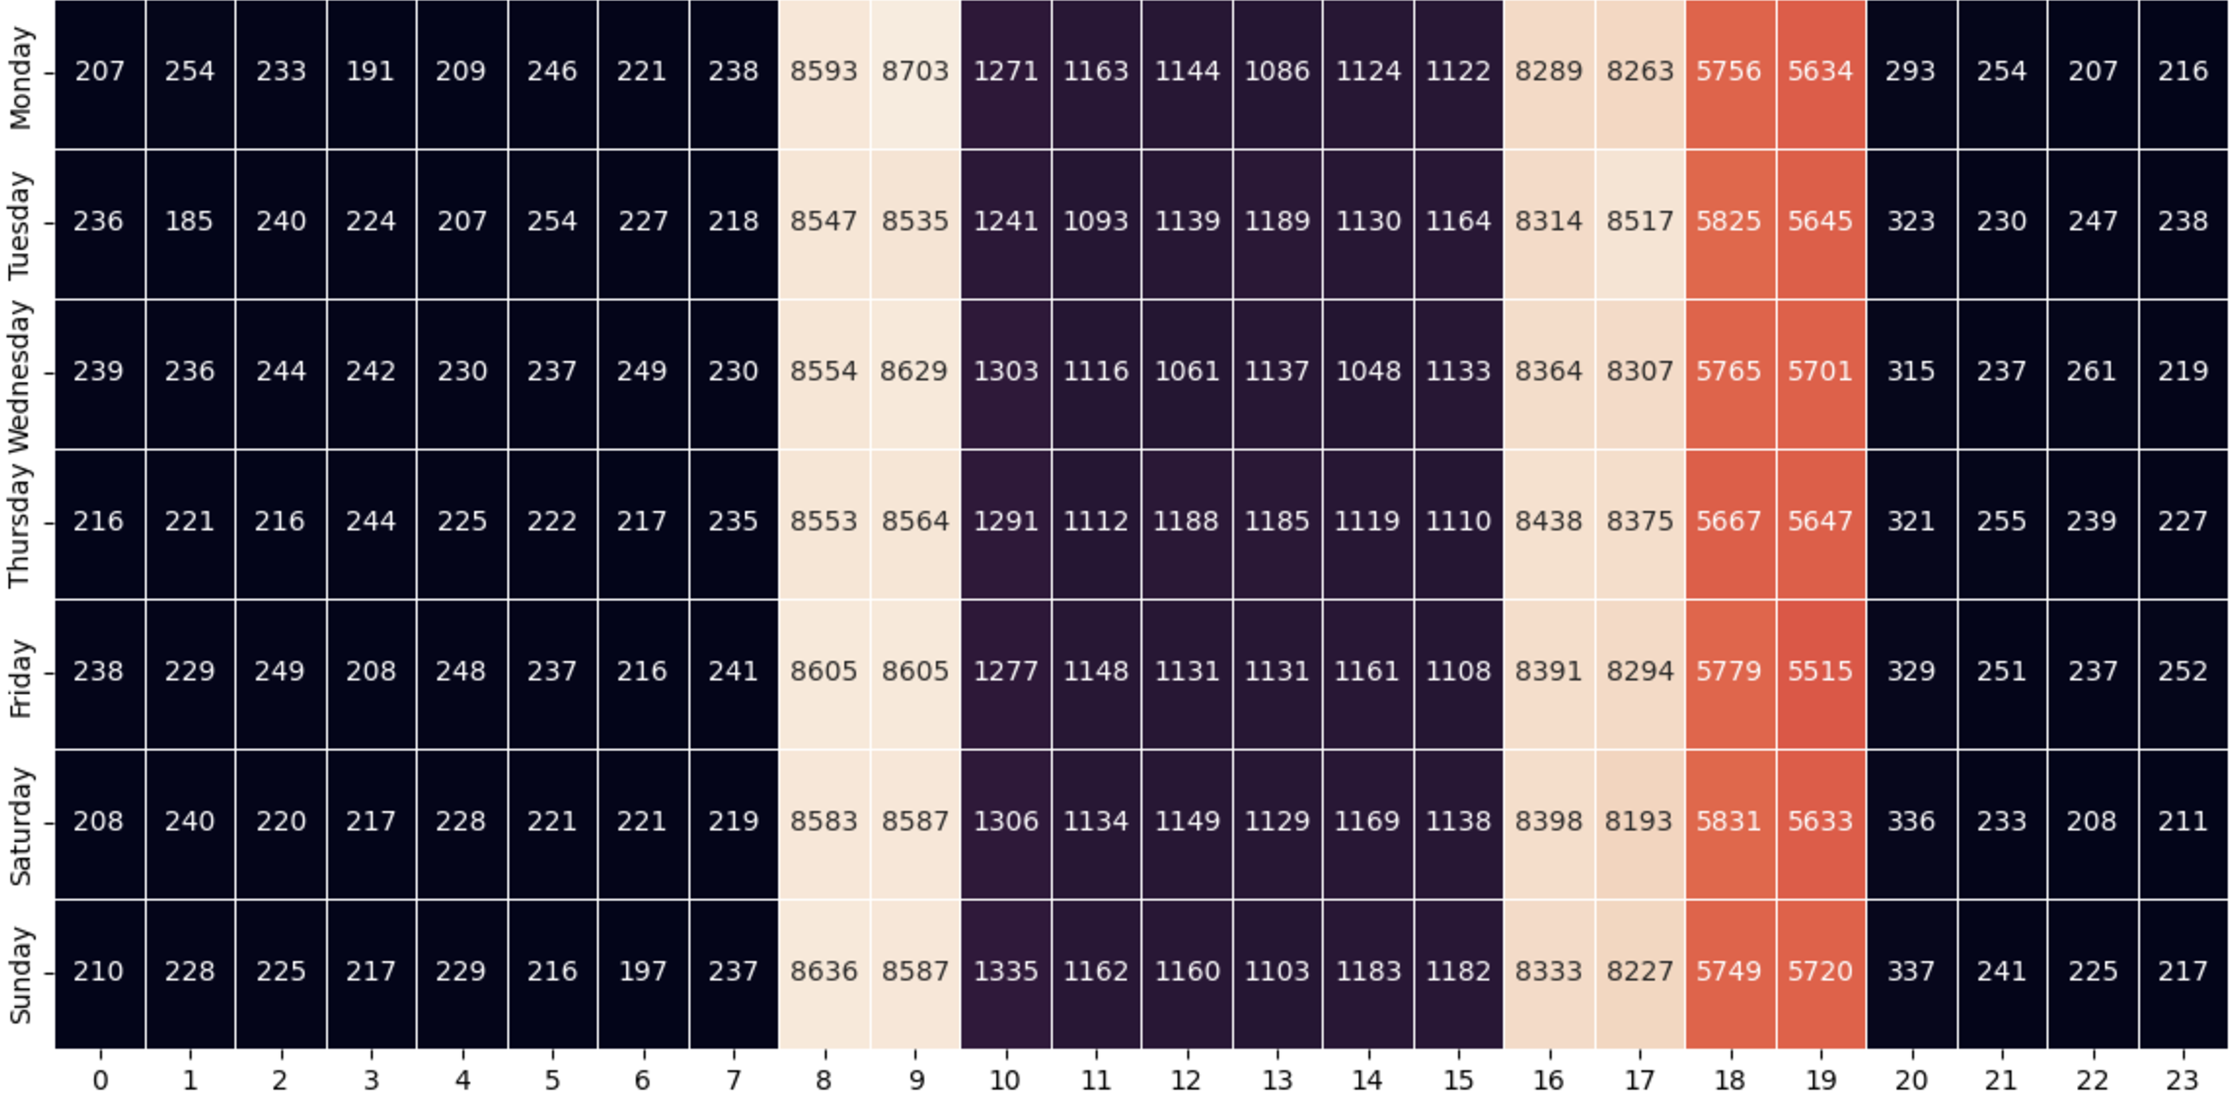 Monday 207 254 233 191 209 246 221 238 8593 8703 1271 1163 1144 1086 1124 1122 8289 8263 5756 5634 293 254 207 216
Tuesday 236 185 240 224 207 254 227 218 8547 8535 1241 1093 1139 1189 1130 1164 8314 8517 5825 5645 323 230 247 238
Wednesday 239 236 244 242 230 237 249 230 8554 8629 1303 1116 1061 1137 1048 1133 8364 8307 5765 5701 315 237 261 219
Thursday 216 221 216 244 225 222 217 235 8553 8564 1291 1112 1188 1185 1119 1110 8438 8375 5667 5647 321 255 239 227
Friday 238 229 249 208 248 237 216 241 8605 8605 1277 1148 1131 1131 1161 1108 8391 8294 5779 5515 329 251 237 252
Saturday 208 240 220 217 228 221 221 219 8583 8587 1306 1134 1149 1129 1169 1138 8398 8193 5831 5633 336 233 208 211
Sunday 210 228 225 217 229 216 197 237 8636 8587 1335 1162 1160 1103 1183 1182 8333 8227 5749 5720 337 241 225 217
0 1 2 3 4 5 6 7 8 9 10 11 12 13 14 15 16 17 18 19 20 21 22 23